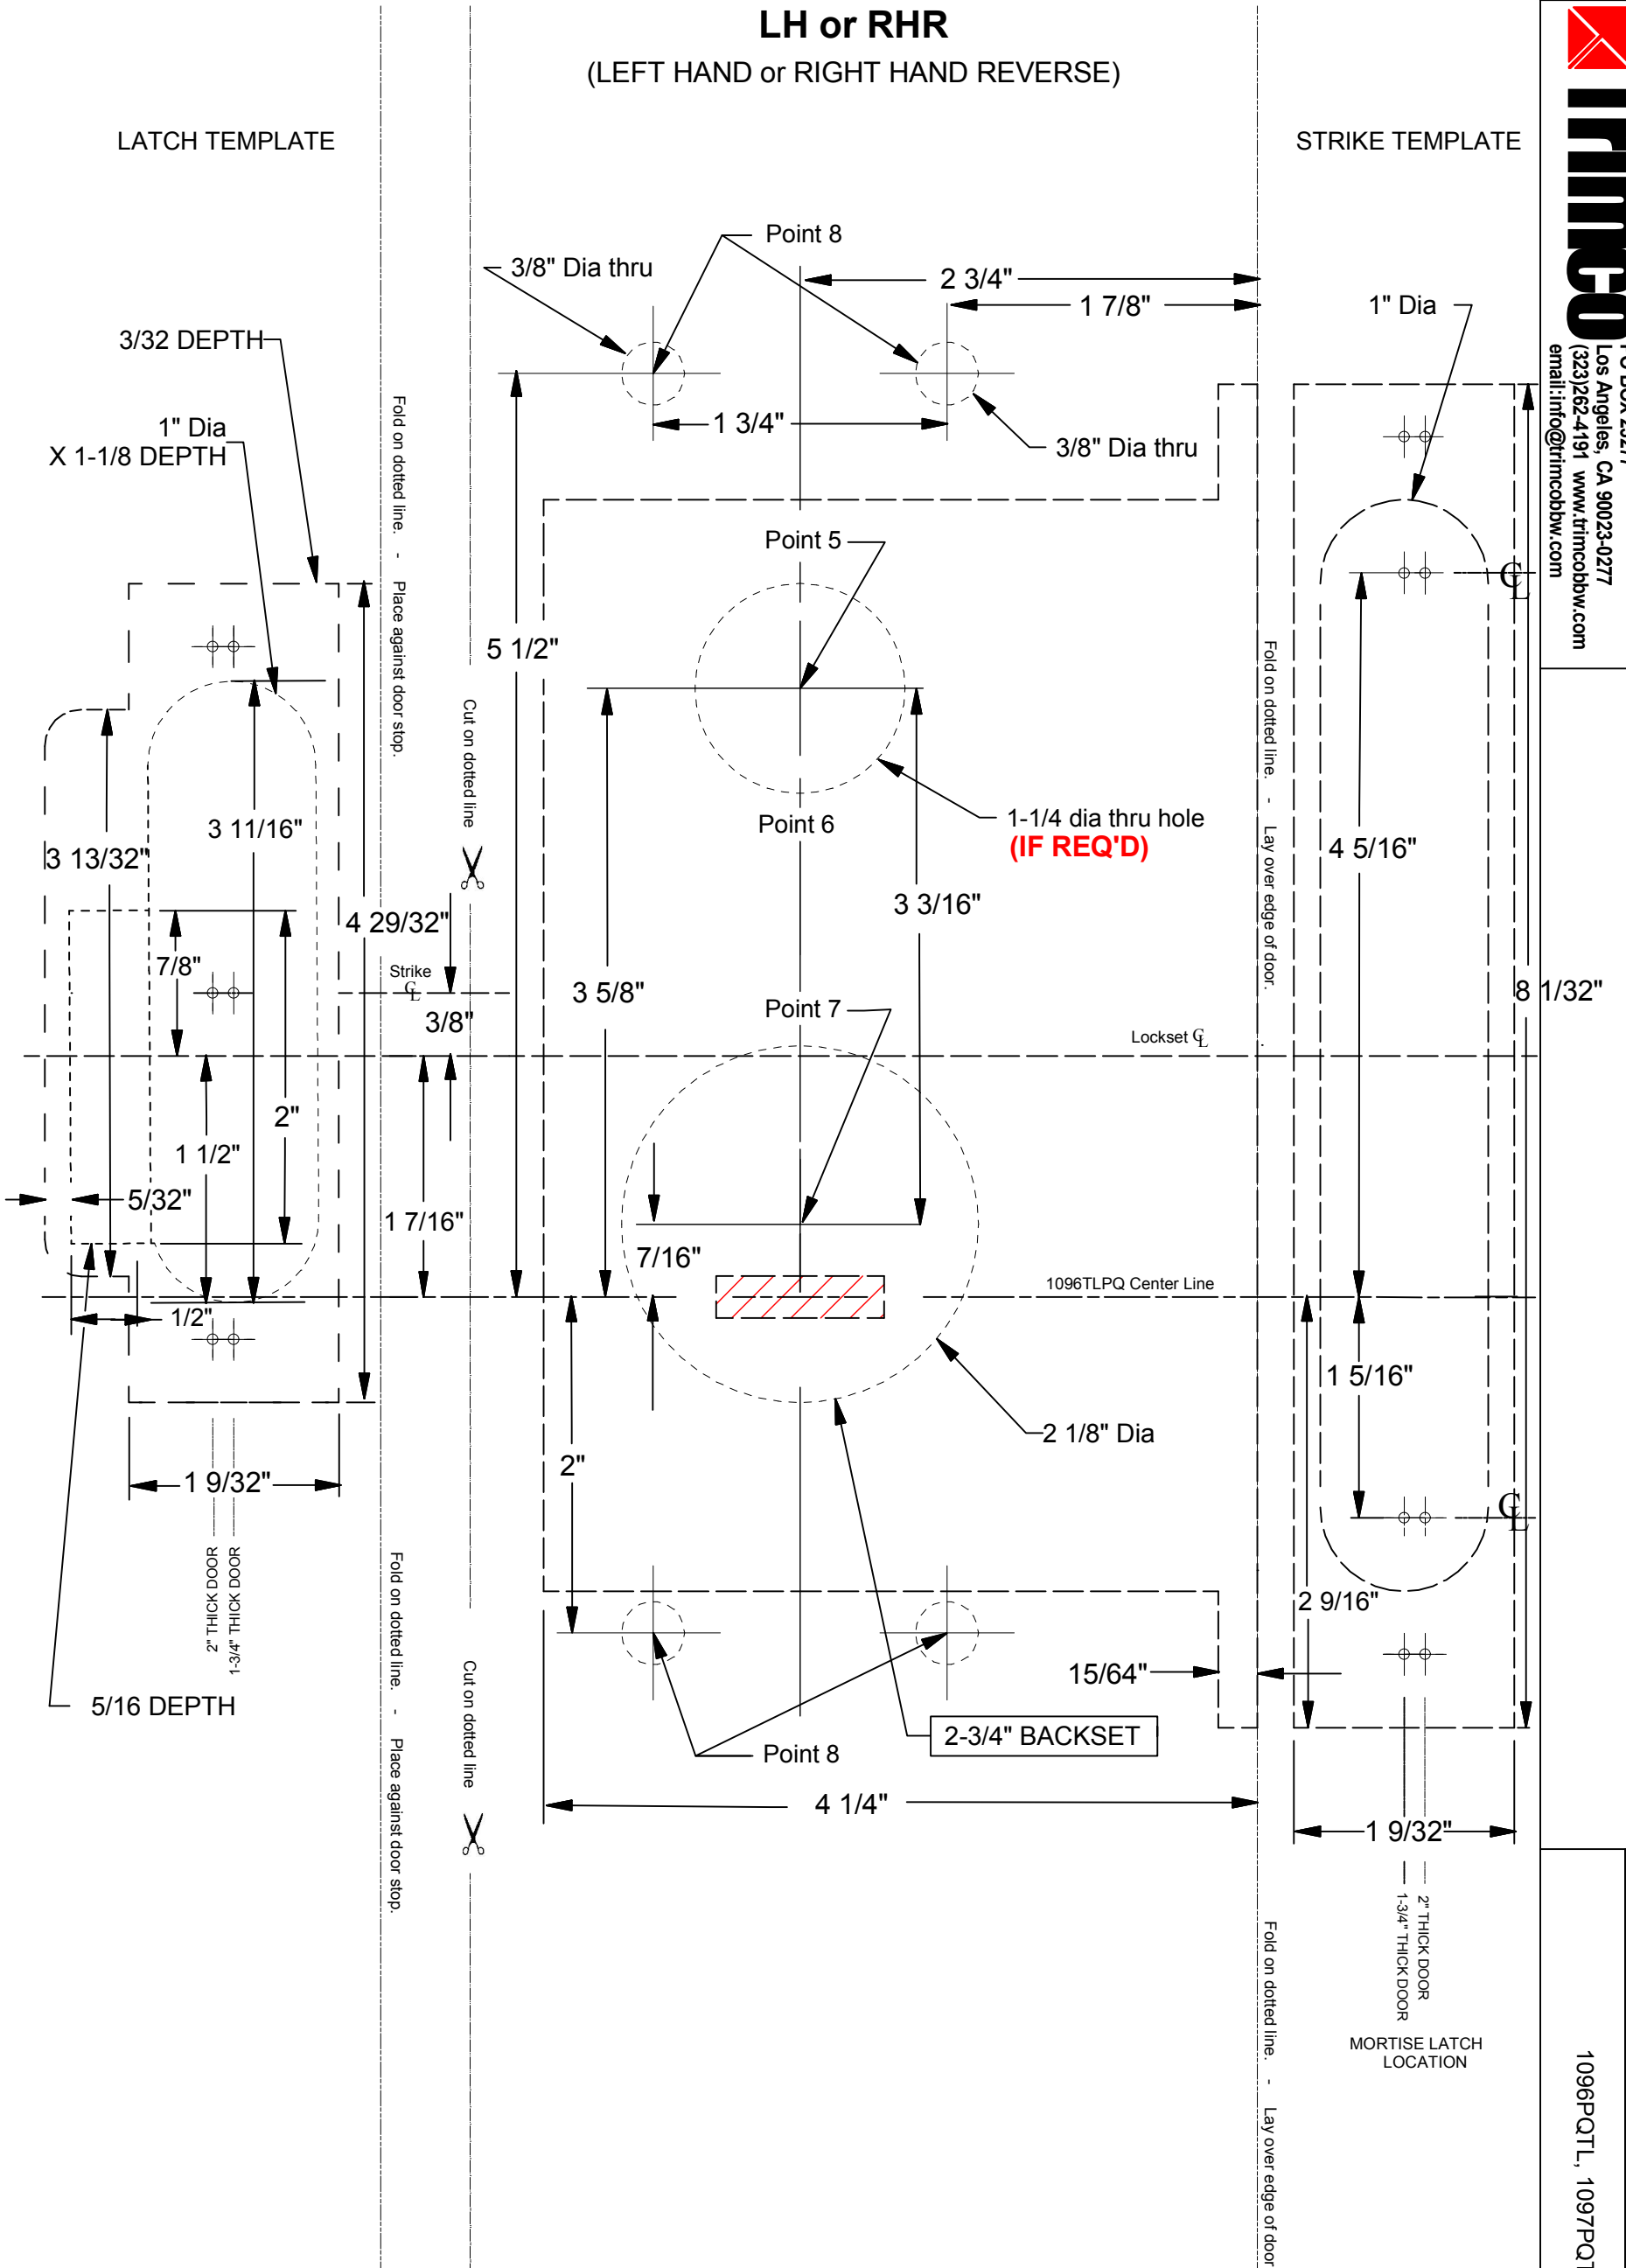 LH or RHR
(LEFT HAND or RIGHT HAND REVERSE)
LATCH TEMPLATE
STRIKE TEMPLATE
Trimco
Los Angeles, CA 90023-0277
(323)262-4191 www.trimcobbw.com
email:info@trimcobbw.com
Point 8
3/8" Dia thru
2 3/4"
1 7/8"
1" Dia
3/32 DEPTH
1" Dia
X 1-1/8 DEPTH
1 3/4"
3/8" Dia thru
Fold on dotted line. - Place against door stop.
Cut on dotted line
Point 5
5 1/2"
Fold on dotted line. - Lay over edge of door.
Point 6
1-1/4 dia thru hole
(IF REQ'D)
3 11/16"
3 13/32"
4 5/16"
4 29/32"
3 3/16"
7/8"
Strike
CL
3/8"
3 5/8"
Point 7
8 1/32"
Lockset CL
CL
2"
1 1/2"
5/32"
1 7/16"
7/16"
1096TLPQ Center Line
1/2"
1 5/16"
2 1/8" Dia
2"
1 9/32"
CL
2" THICK DOOR
1-3/4" THICK DOOR
Fold on dotted line. - Place against door stop.
Cut on dotted line
2 9/16"
15/64"
5/16 DEPTH
2-3/4" BACKSET
Point 8
4 1/4"
1 9/32"
2" THICK DOOR
1-3/4" THICK DOOR
Fold on dotted line. - Lay over edge of door
MORTISE LATCH
LOCATION
1096PQTL, 1097PQT